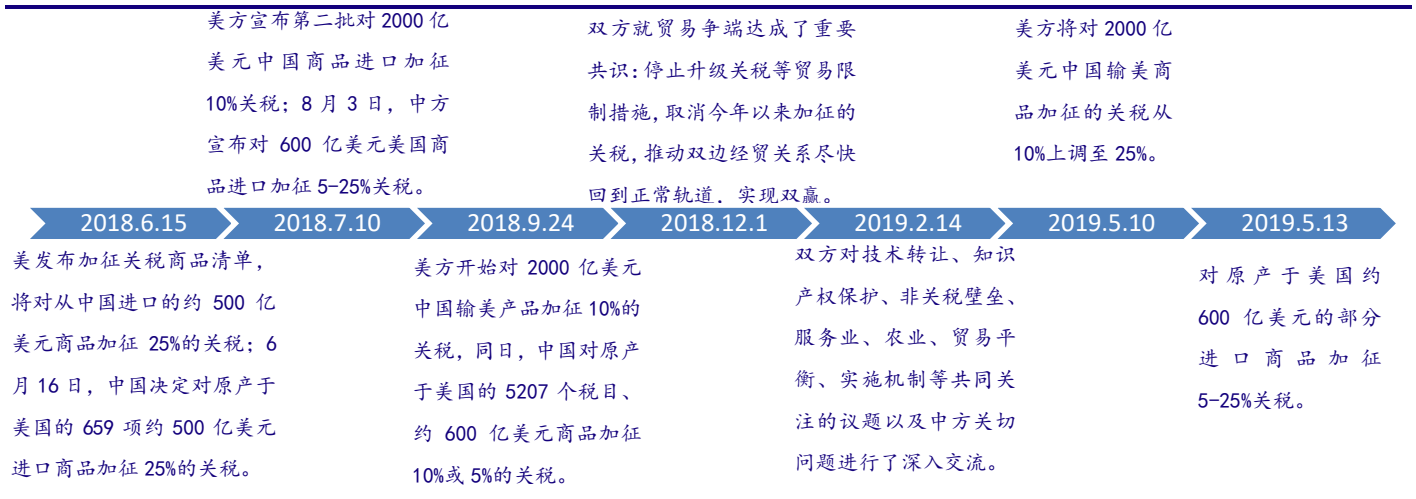 美方宣布第二批对 2000 亿
美元中国商品进口加征
10%关税；8 月 3 日，中方
宣布对 600 亿美元美国商
品进口加征 5-25%关税。
双方就贸易争端达成了重要
共识：停止升级关税等贸易限
制措施，取消今年以来加征的
关税，推动双边经贸关系尽快
回到正常轨道．实现双赢。
美方将对 2000 亿
美元中国输美商
品加征的关税从
10%上调至 25%。
2018.6.15
2018.7.10
2018.9.24
2018.12.1
2019.2.14
2019.5.10
2019.5.13
美发布加征关税商品清单，
将对从中国进口的约 500 亿
美元商品加征 25%的关税；6
月 16 日，中国决定对原产于
美国的 659 项约 500 亿美元
进口商品加征 25%的关税。
美方开始对 2000 亿美元
中国输美产品加征 10%的
关税，同日，中国对原产
于美国的 5207 个税目、
约 600 亿美元商品加征
10%或 5%的关税。
双方对技术转让、知识
产权保护、非关税壁垒、
服务业、农业、贸易平
衡、实施机制等共同关
注的议题以及中方关切
问题进行了深入交流。
对原产于美国约
600 亿美元的部分
进口商品加征
5-25%关税。